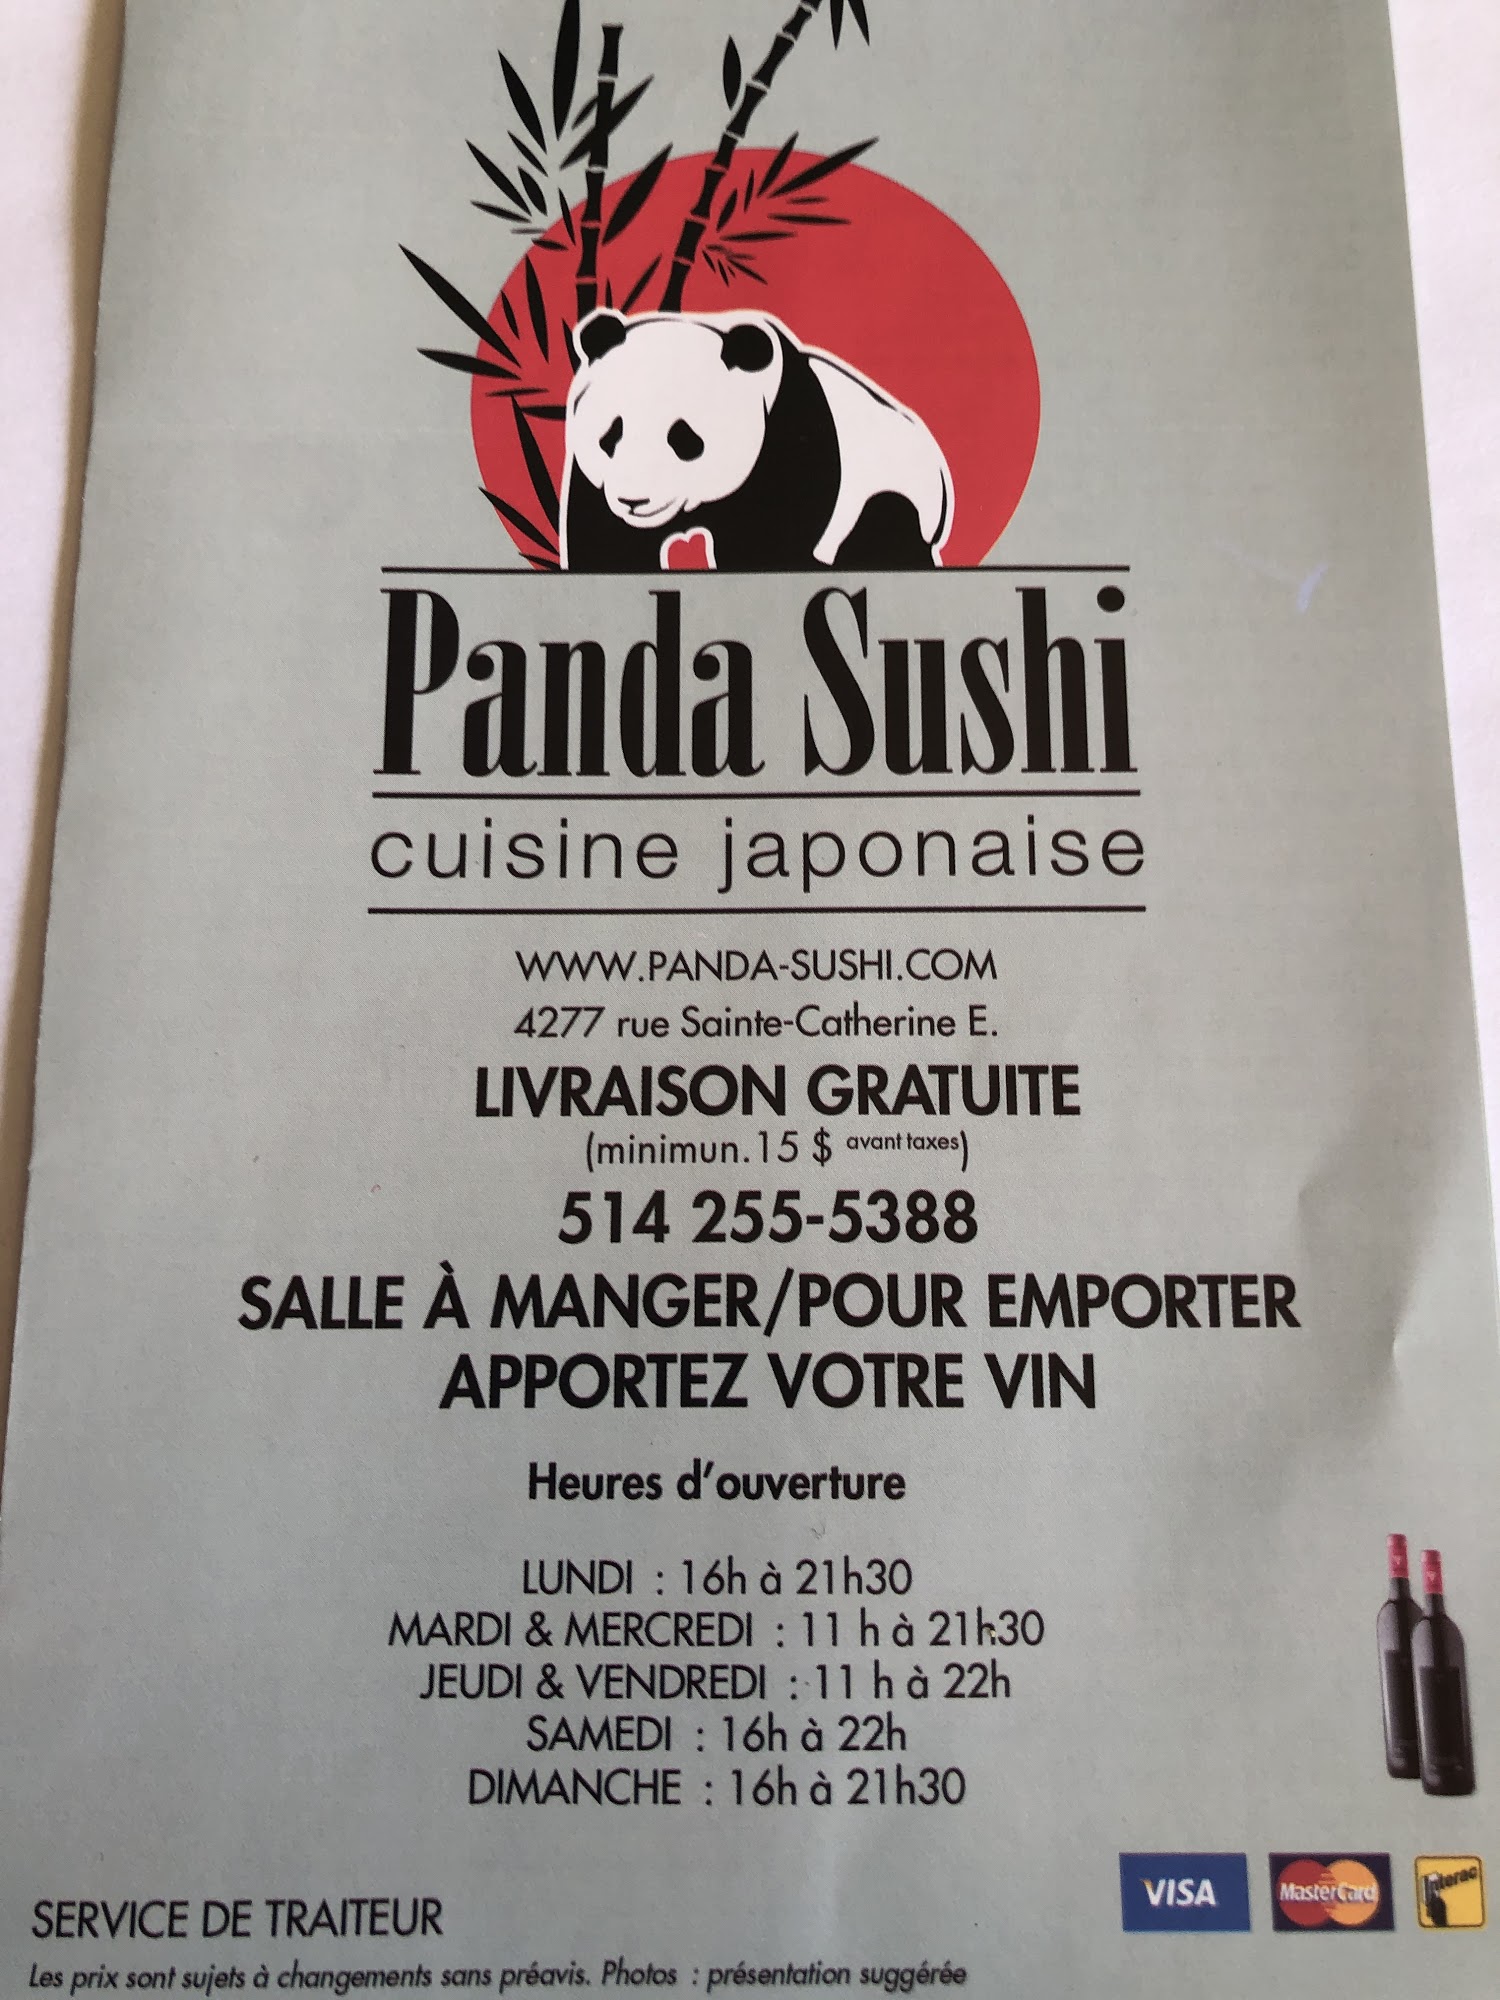 Panda Sushi
cuisine japonaise
WWW.PANDA-SUSHI.COM
4277 rue Sainte-Catherine E.
LIVRAISON GRATUITE
(minimun.15 $ avant taxes)
514 255-5388
SALLE À MANGER/POUR EMPORTER
APPORTEZ VOTRE VIN
Heures d'ouverture
LUNDI : 16h à 21h30
MARDI & MERCREDI : 11 h à 21h30
JEUDI & VENDREDI : 11 h à 22h
SAMEDI : 16h à 22h
DIMANCHE : 16h à 21h30
VISA MasterCard Interac
SERVICE DE TRAITEUR
Les prix sont sujets à changements sans préavis. Photos : présentation suggérée